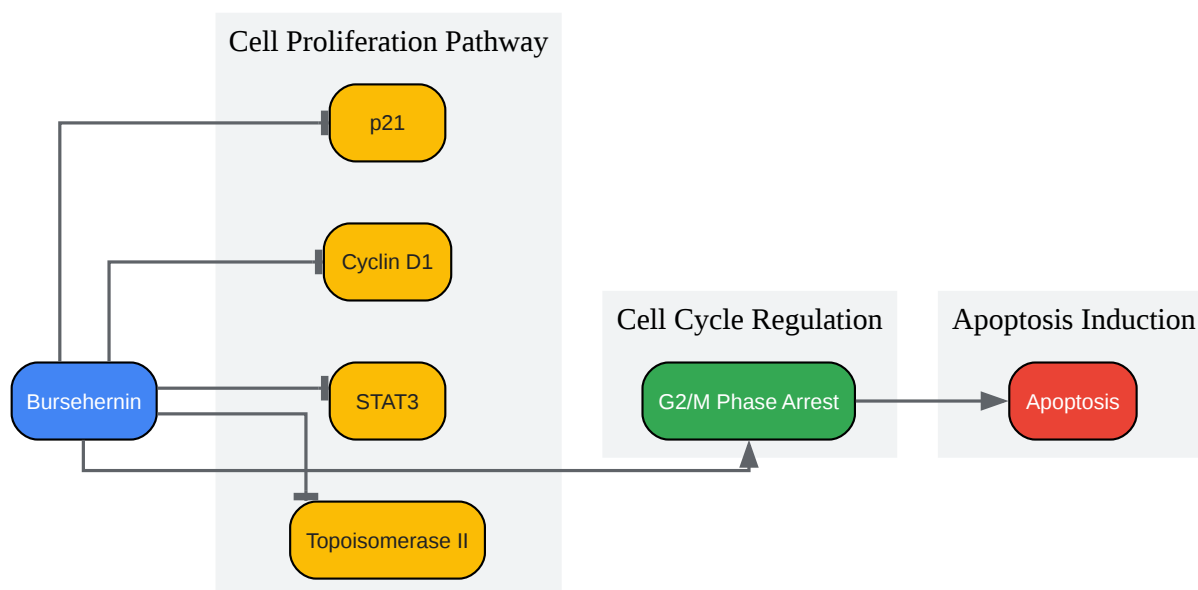 Cell Proliferation Pathway
p21
Cyclin D1
Cell Cycle Regulation
Apoptosis Induction
Bursehernin
STAT3
G2/M Phase Arrest
Apoptosis
Topoisomerase II